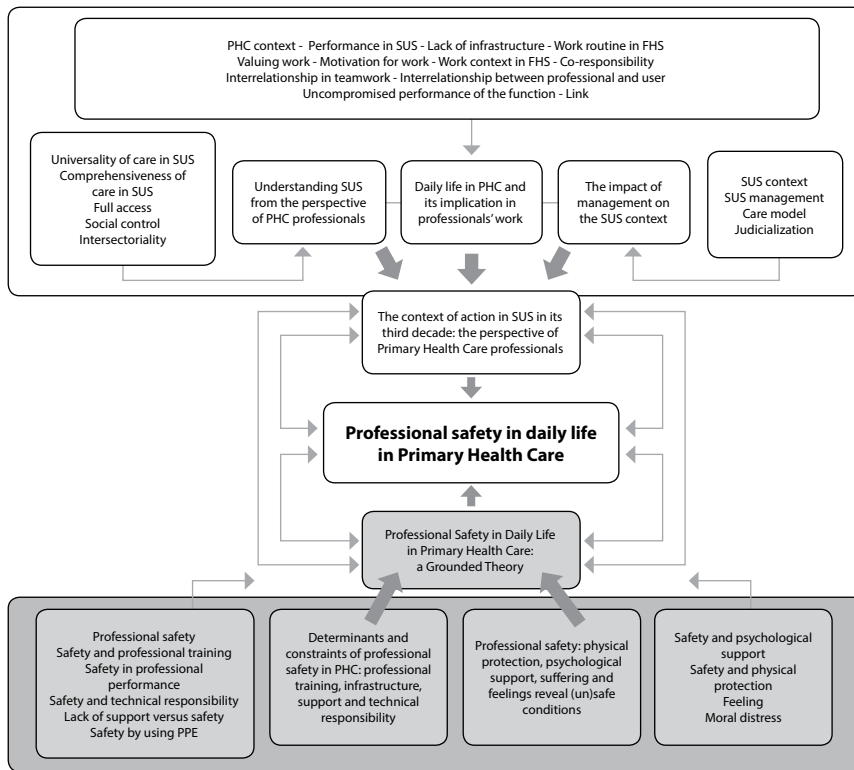 PHC context - Performance in SUS - Lack of infrastructure - Work routine in FHS
Valuing work - Motivation for work - Work context in FHS - Co-responsibility
Interrelationship in teamwork - Interrelationship between professional and user
Uncompromised performance of the function - Link
Universality of care in SUS
Comprehensiveness of
care in SUS
Full access
Social control
Intersectoriality
Understanding SUS
from the perspective
of PHC professionals
Daily life in PHC and
its implication in
professionals' work
The impact of
management on
the SUS context
SUS context
SUS management
Care model
Judicialization
The context of action in SUS in its
third decade: the perspective of
Primary Health Care professionals
Professional safety in daily life
in Primary Health Care
Professional Safety in Daily Life
in Primary Health Care:
a Grounded Theory
Professional safety
Safety and professional training
Safety in professional
performance
Safety and technical responsibility
Lack of support versus safety
Safety by using PPE
Determinants and
constraints of professional
safety in PHC: professional
training, infrastructure,
support and technical
responsibility
Professional safety: physical
protection, psychological
support, suffering and
feelings reveal (un)safe
conditions
Safety and psychological
support
Safety and physical
protection
Feeling
Moral distress